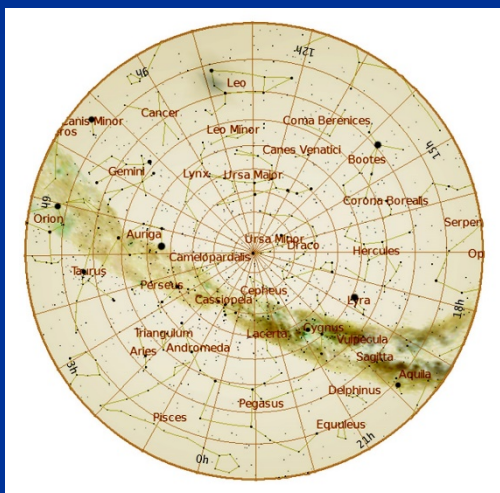 12h
9h
Leo
Canis Minor
ros
Cancer
Coma Berenices
Leo Minor
15h
Canes Venatici
Bootes
Gemini
Lynx
Ursa Major
6h
Corona Borealis
Orion
Serpen
Auriga
Ursa Minor
Draco
Hercules
Op
Camelopardalis
Taurus
Perseus
Cepheus
Cassiopeia
Lyra
18h
Triangulum
Lacerta
Cygnus
Vulpecula
Aries
Andromeda
Sagitta
3h
Aquila
Delphinus
Pegasus
Pisces
Equuleus
21h
0h